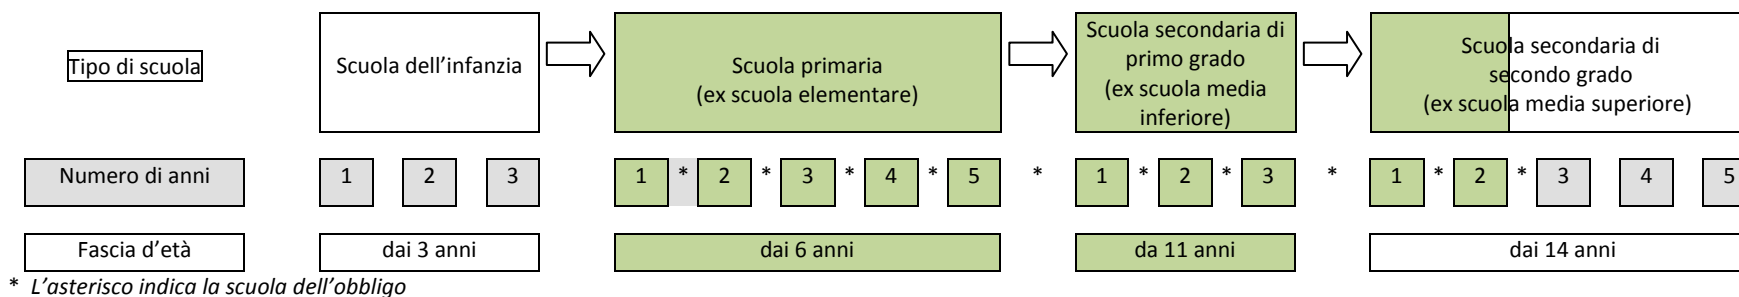 Tipo di scuola
Scuola dell'infanzia
Scuola primaria
(ex scuola elementare)
Scuola secondaria di
primo grado
(ex scuola media
inferiore)
Scuola secondaria di
secondo grado
(ex scuola media superiore)
Numero di anni 1 2 3 1 * 2 * 3 * 4 * 5 * 1 * 2 * 3 * 1 * 2 * 3 4 5
Fascia d'età dai 3 anni dai 6 anni da 11 anni dai 14 anni
* L'asterisco indica la scuola dell'obbligo